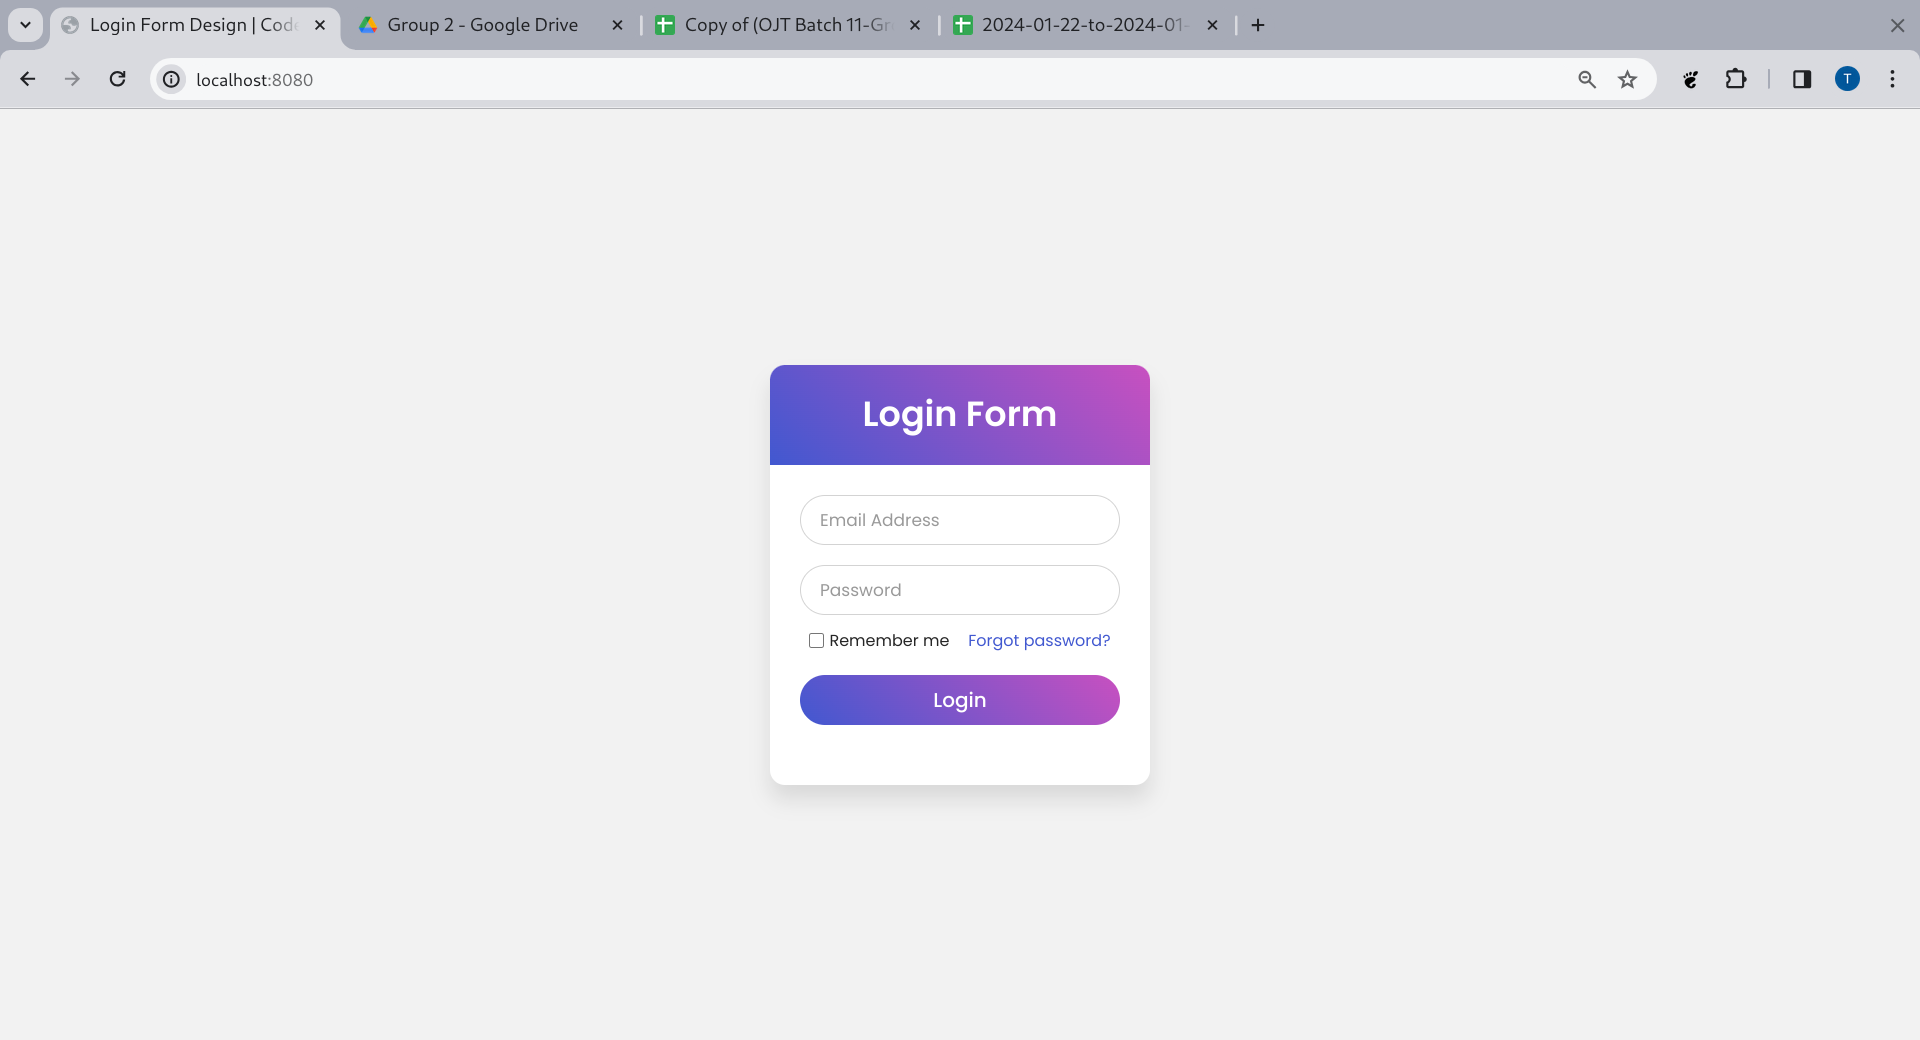 Login Form Design | Code
Group 2 - Google Drive
Copy of (OJT Batch 11-Gr
2024-01-22-to-2024-01-
localhost:8080
T
Login Form
Email Address
Password
Remember me Forgot password?
Login